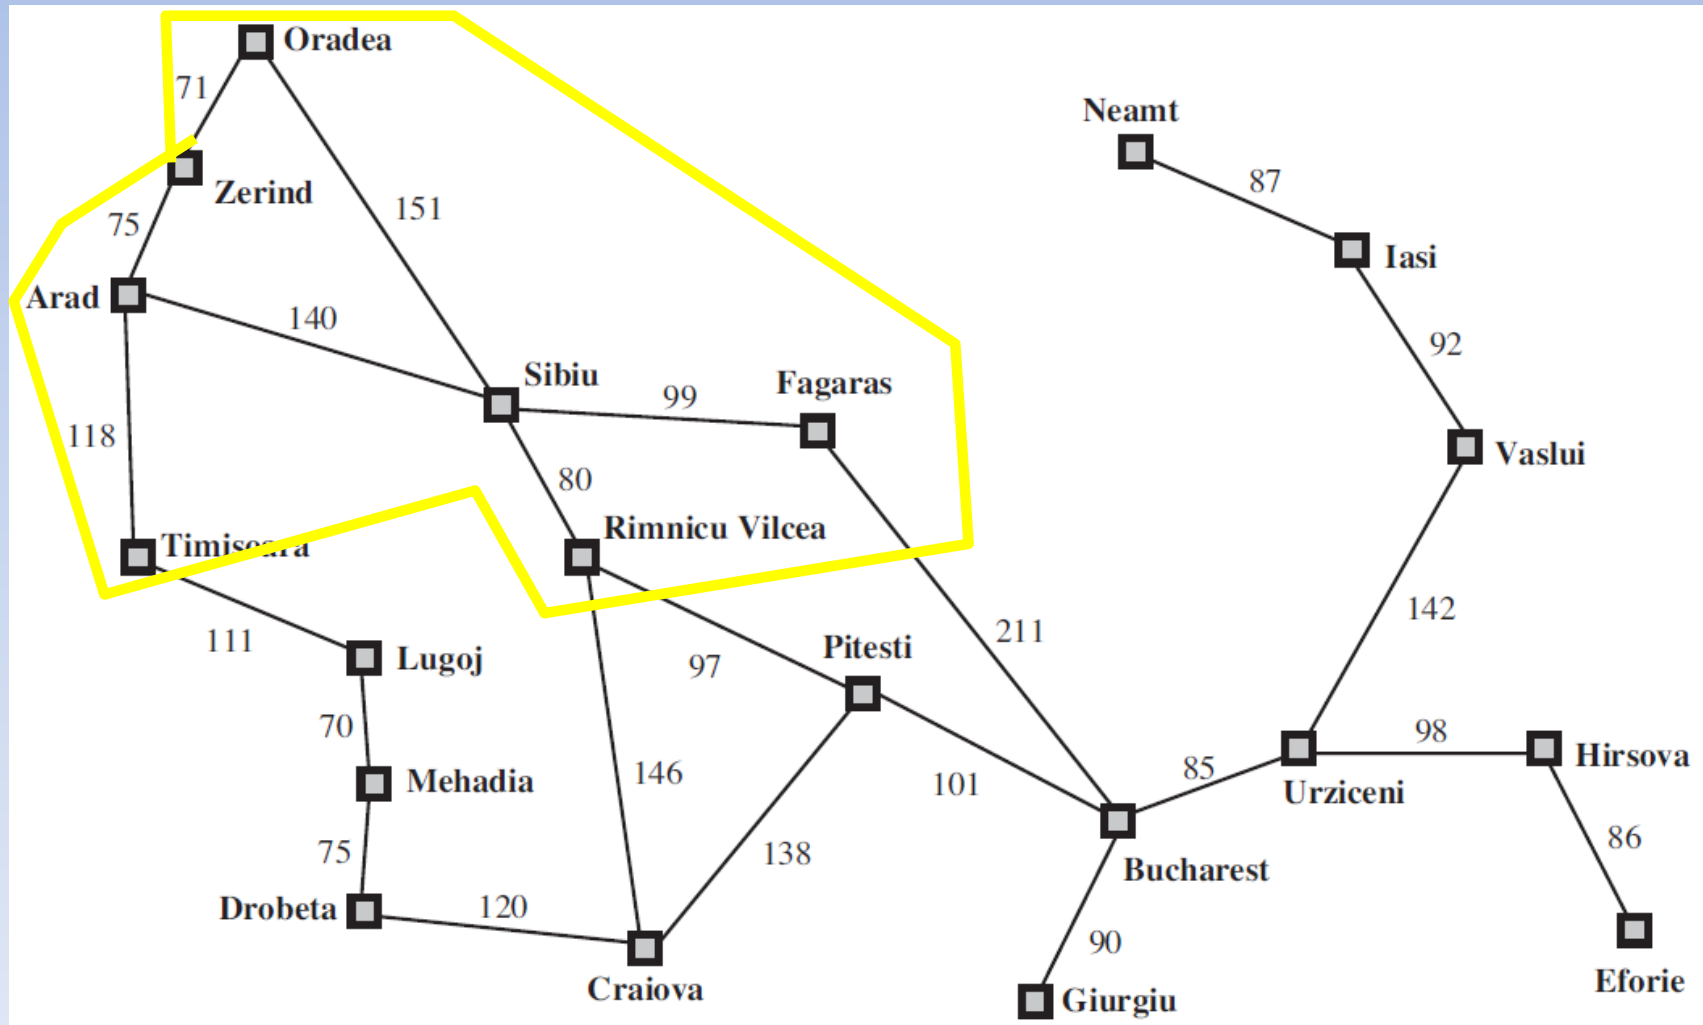 Oradea
71
Neamt
87
Zerind
151
75
Iasi
Arad
140
92
Sibiu
Fagaras
99
118
Vaslui
80
Rimnicu Vilcea
Timisoara
142
211
111
Pitesti
Lugoj
97
70
98
146
85
Hirsova
Mehadia
101
Urziceni
86
75
138
Bucharest
Drobeta
120
90
Craiova
Eforie
Giurgiu